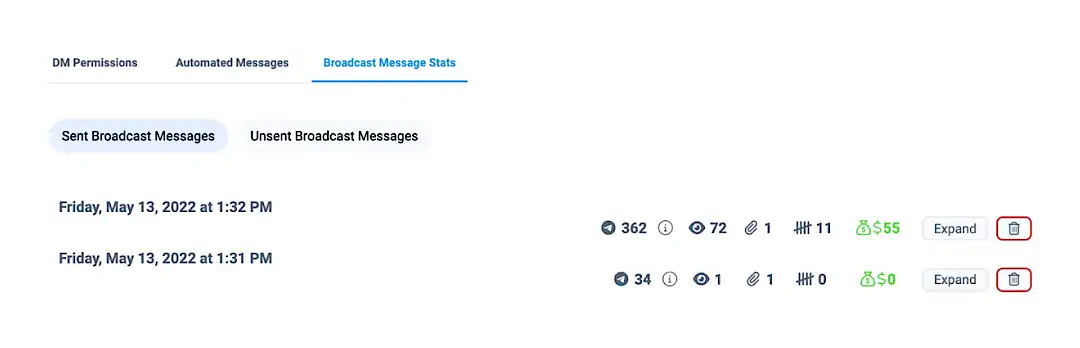 DM Permissions Automated Messages Broadcast Message Stats
Sent Broadcast Messages Unsent Broadcast Messages
Friday, May 13, 2022 at 1:32 PM
362 72 1 11 $55 Expand
Friday, May 13, 2022 at 1:31 PM
34 1 1 0 $0 Expand